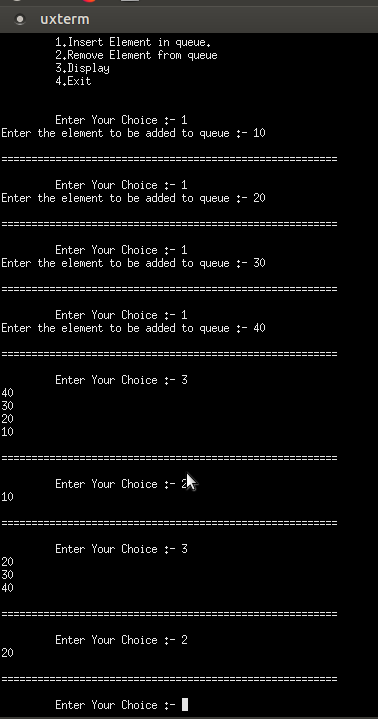 uxterm
1.Insert Element in queue.
2.Remove Element from queue
3.Display
4.Exit
Enter Your Choice :- 1
Enter the element to be added to queue :- 10
========================================================
Enter Your Choice :- 1
Enter the element to be added to queue :- 20
========================================================
Enter Your Choice :- 1
Enter the element to be added to queue :- 30
========================================================
Enter Your Choice :- 1
Enter the element to be added to queue :- 40
========================================================
Enter Your Choice :- 3
40
30
20
10
========================================================
Enter Your Choice :- 2
10
========================================================
Enter Your Choice :- 3
20
30
40
========================================================
Enter Your Choice :- 2
20
========================================================
Enter Your Choice :-